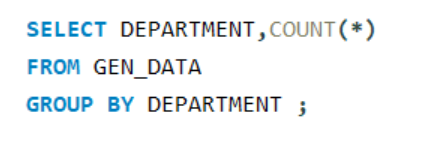 SELECT DEPARTMENT,COUNT(*)
FROM GEN_DATA
GROUP BY DEPARTMENT ;